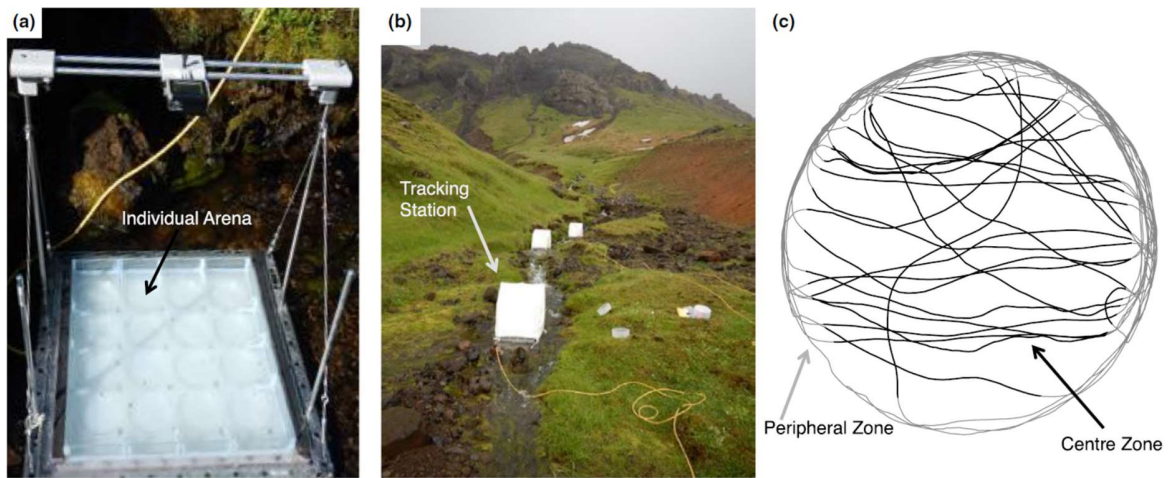 (a)
Individual Arena
(b)
Tracking
Station
(c)
Peripheral Zone
Centre Zone